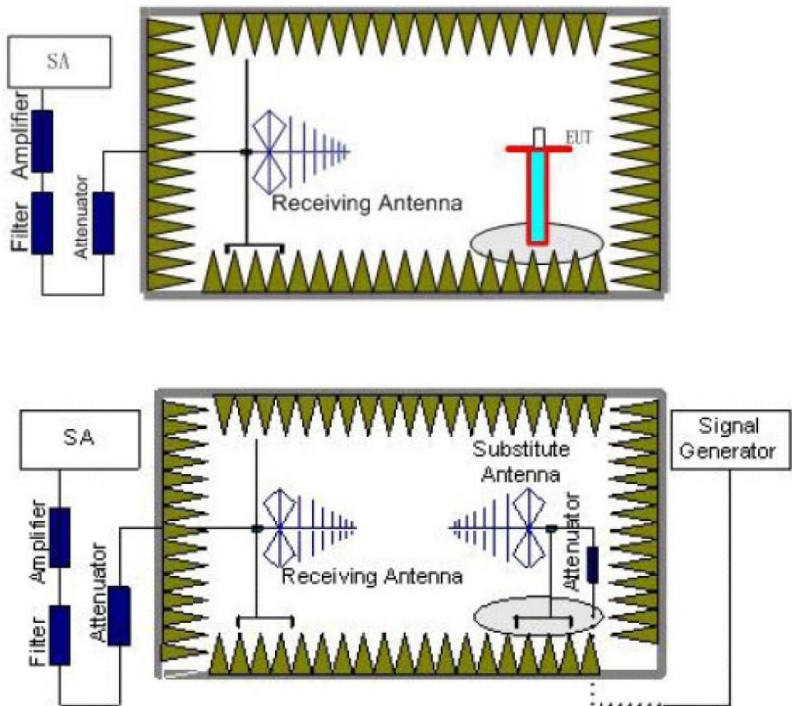 SA
Amplifier
Filter
Attenuator
Receiving Antenna
EUT
SA
Amplifier
Filter
Attenuator
Receiving Antenna
Substitute
Antenna
Attenuator
Signal
Generator